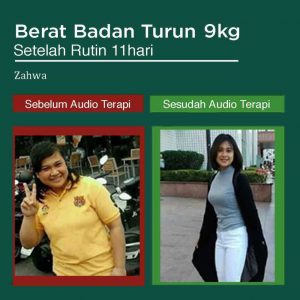 Berat Badan Turun 9kg
Setelah Rutin 11hari
Zahwa
Sebelum Audio Terapi
Sesudah Audio Terapi